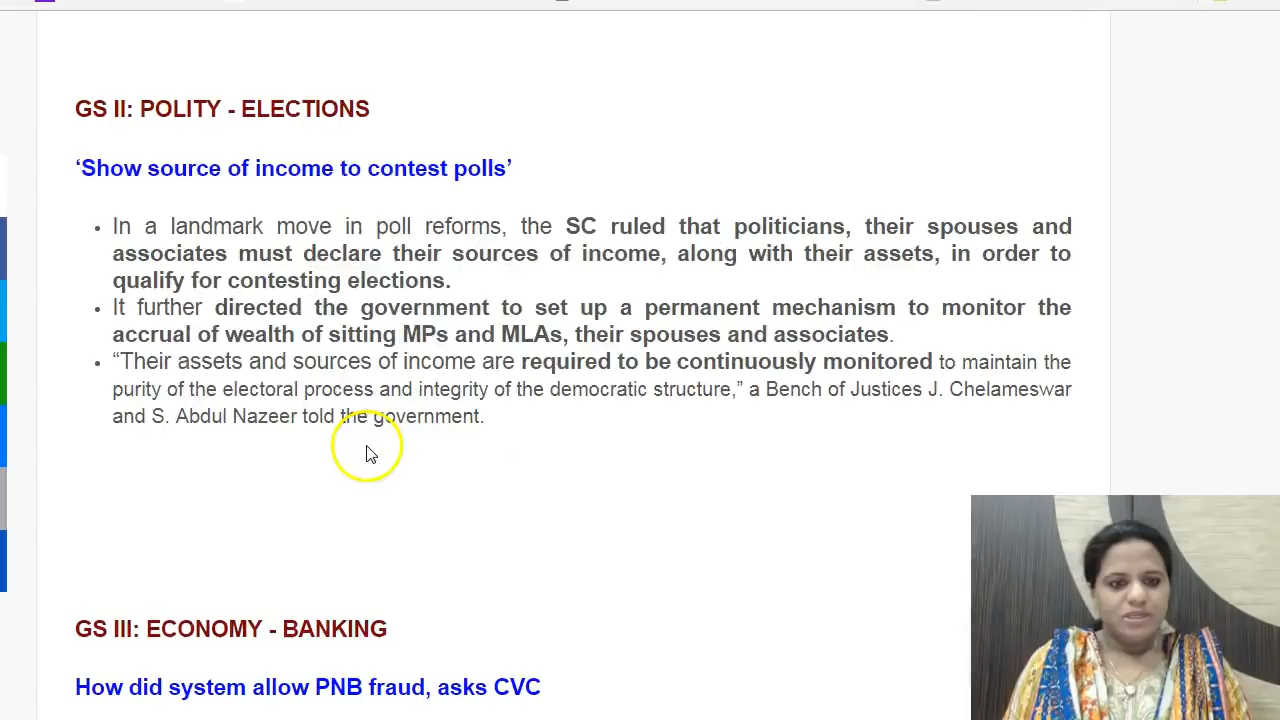 GS II: POLITY - ELECTIONS
‘Show source of income to contest polls’
• In a landmark move in poll reforms, the SC ruled that politicians, their spouses and
associates must declare their sources of income, along with their assets, in order to
qualify for contesting elections.
• It further directed the government to set up a permanent mechanism to monitor the
accrual of wealth of sitting MPs and MLAs, their spouses and associates.
• “Their assets and sources of income are required to be continuously monitored to maintain the
purity of the electoral process and integrity of the democratic structure,” a Bench of Justices J. Chelameswar
and S. Abdul Nazeer told the government.
GS III: ECONOMY - BANKING
How did system allow PNB fraud, asks CVC